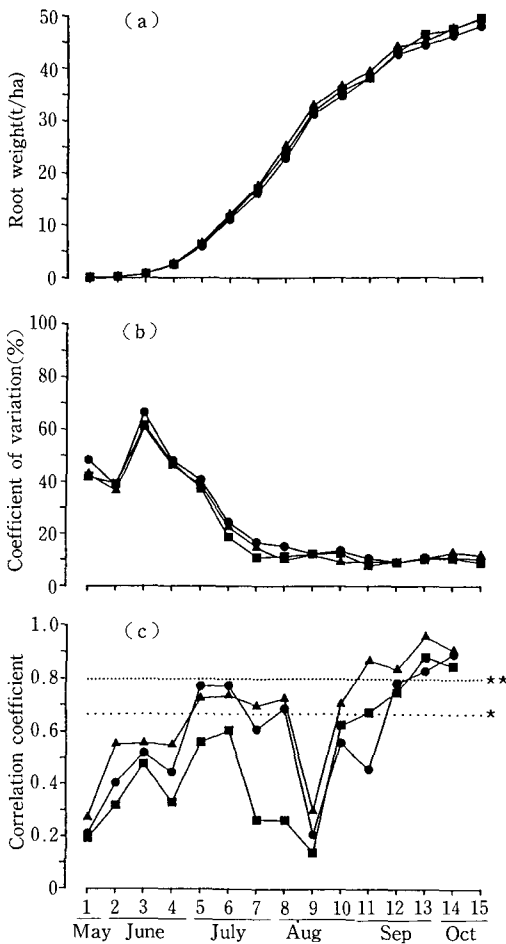 (a)
Root weight(t/ha)
50
40
30
20
10
0
(b)
Coefficient of variation(%)
100
80
60
40
20
0
(c)
Correlation coefficient
1.0
0.8
0.6
0.4
0.2
0
**
*
1 2 3 4 5 6 7 8 9 10 11 12 13 14 15
May June July Aug Sep Oct